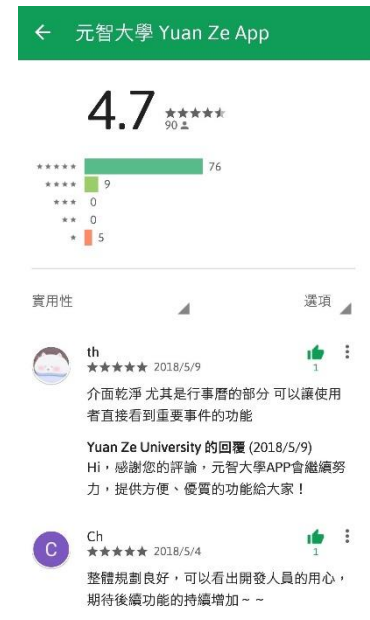 元智大學 Yuan Ze App
4.7
90
76
9
0
0
5
實用性
選項
th
2018/5/9
1
介面乾淨 尤其是行事曆的部分 可以讓使用
者直接看到重要事件的功能
Yuan Ze University 的回覆 (2018/5/9)
Hi，感謝您的評論，元智大學APP會繼續努
力，提供方便、優質的功能給大家！
C
Ch
2018/5/4
1
整體規劃良好，可以看出開發人員的用心，
期待後續功能的持續增加~ ~